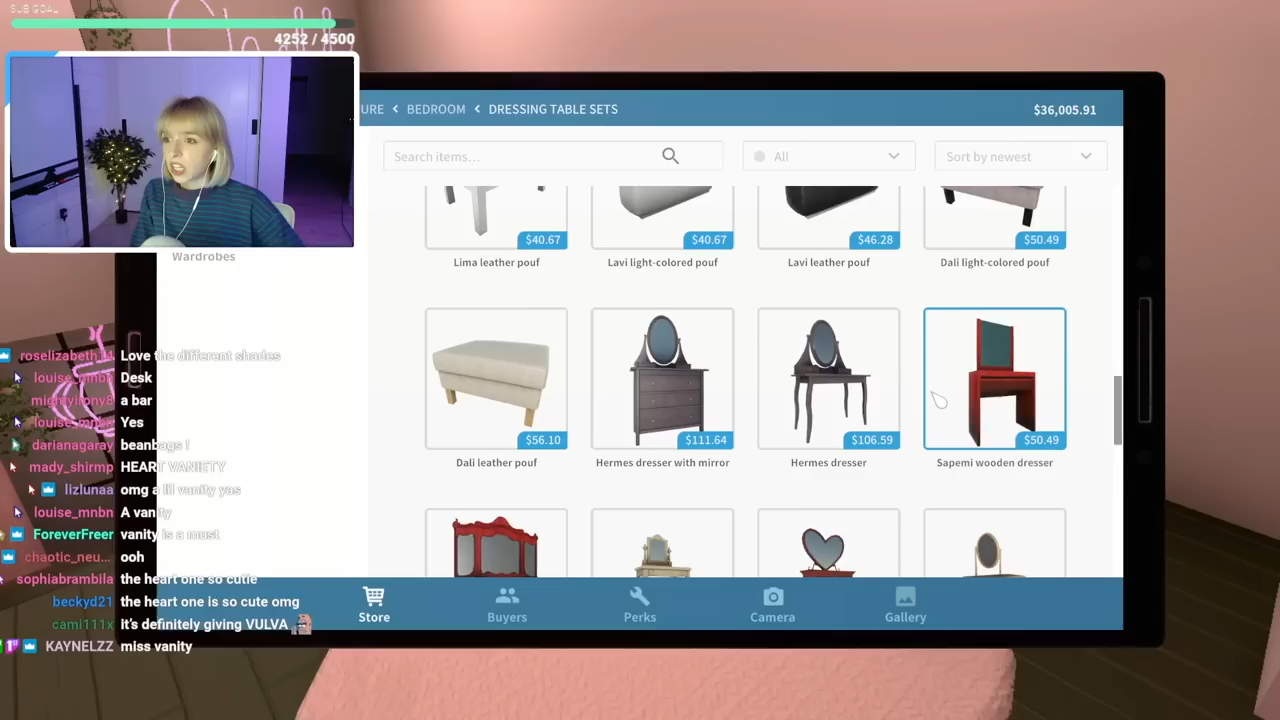 SUB GOAL
4252 / 4500
URE < BEDROOM < DRESSING TABLE SETS
$36,005.91
Search items...
All
Sort by newest
Wardrobes
$40.67
$40.67
$46.28
$50.49
Lima leather pouf
Lavi light-colored pouf
Lavi leather pouf
Dali light-colored pouf
$56.10
$111.64
$106.59
$50.49
Dali leather pouf
Hermes dresser with mirror
Hermes dresser
Sapemi wooden dresser
Store
Buyers
Perks
Camera
Gallery
roselizabeth14 Love the different shades
louise_mnbn Desk
mightyliony8 a bar
louise_mnbn Yes
darianagaray beanbags !
mady_shirmp HEART VANIETY
lizlunaa omg a lil vanity yas
louise_mnbn A vanity
ForeverFreer vanity is a must
chaotic_neu... ooh
sophiabrambila the heart one so cutie
beckyd21 the heart one is so cute omg
cami111x it's definitely giving VULVA
KAYNELZZ miss vanity